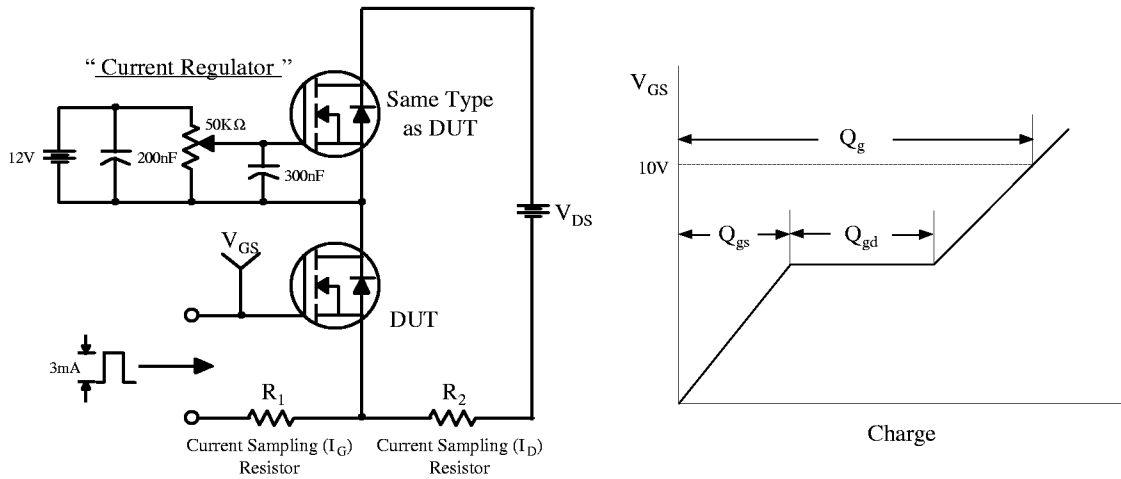 “ Current Regulator ”
Same Type
as DUT
50KΩ
12V
200nF
300nF
V_DS
V_GS
DUT
3mA
R_1
R_2
Current Sampling (I_G)
Resistor
Current Sampling (I_D)
Resistor
V_GS
Q_g
10V
Q_gs
Q_gd
Charge